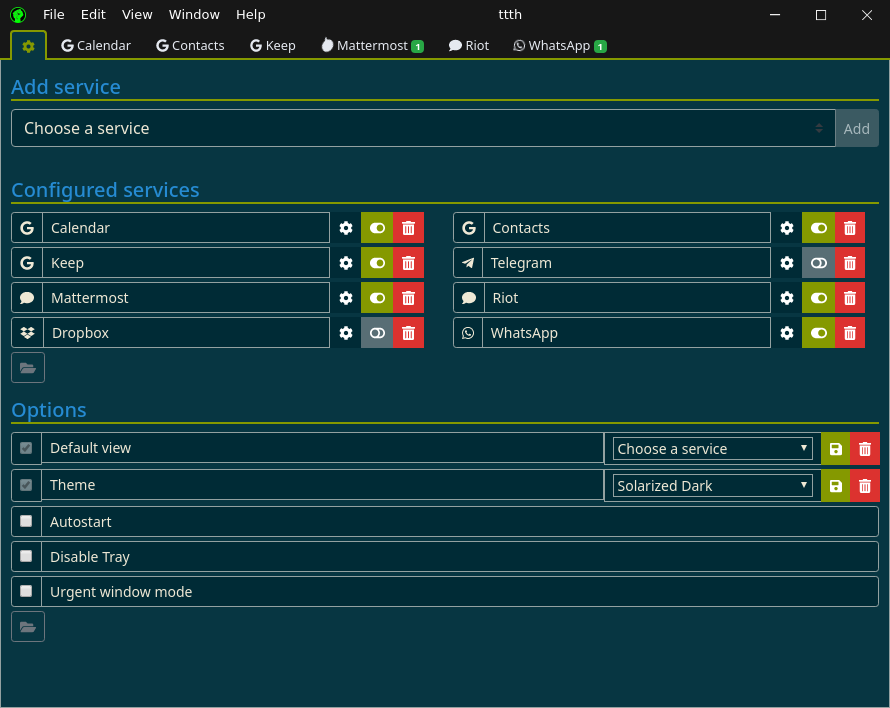 File Edit View Window Help ttth
Calendar Contacts Keep Mattermost 1 Riot WhatsApp 1
Add service
Choose a service Add
Configured services
Calendar Contacts
Keep Telegram
Mattermost Riot
Dropbox WhatsApp
Options
Default view Choose a service
Theme Solarized Dark
Autostart
Disable Tray
Urgent window mode